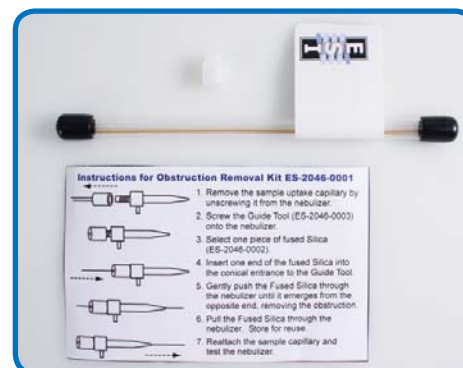 ESI
Instructions for Obstruction Removal Kit ES-2046-0001
1. Remove the sample uptake capillary by
unscrewing it from the nebulizer.
2. Screw the Guide Tool (ES-2046-0003)
onto the nebulizer.
3. Select one piece of fused Silica
(ES-2046-0002).
4. Insert one end of the fused Silica into
the conical entrance to the Guide Tool.
5. Gently push the Fused Silica through
the nebulizer until it emerges from the
opposite end, removing the obstruction.
6. Pull the Fused Silica through the
nebulizer. Store for reuse.
7. Reattach the sample capillary and
test the nebulizer.